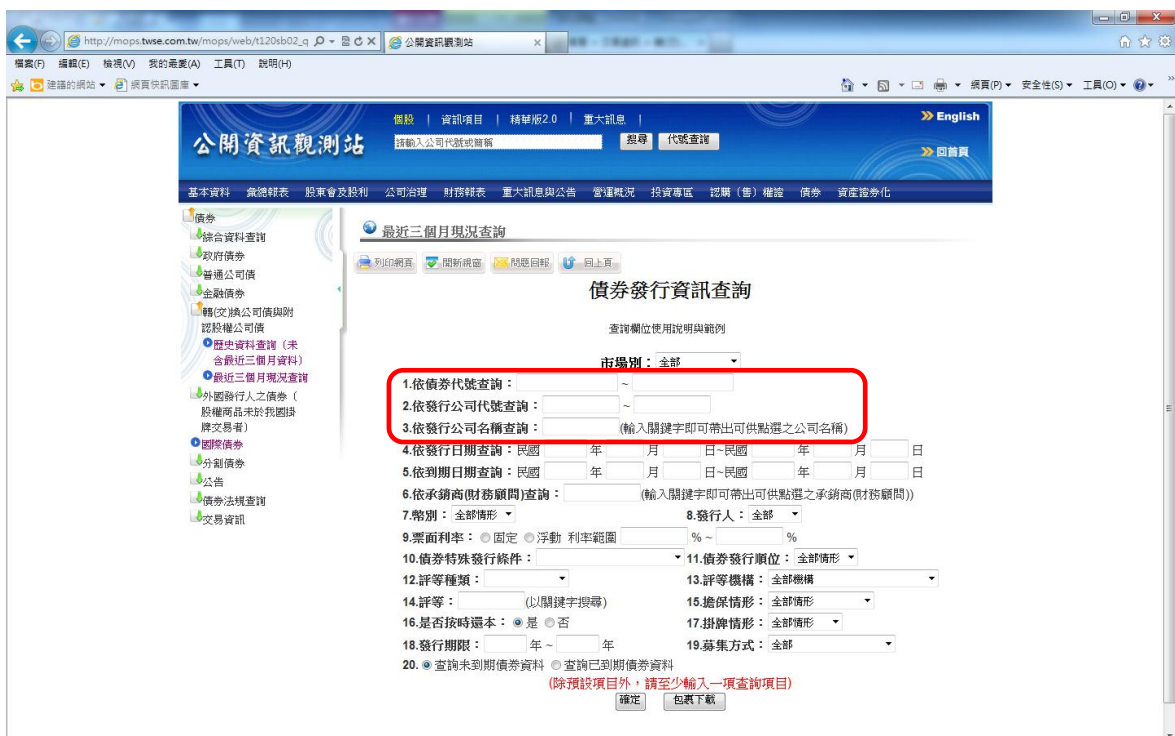 http://mops.twse.com.tw/mops/web/t120sb02_q
公開資訊觀測站
檔案(F) 編輯(E) 檢視(V) 我的最愛(A) 工具(T) 說明(H)
建議的網站 網頁快訊圖庫
網頁(P) 安全性(S) 工具(O)
個股 | 資訊項目 | 精華版2.0 | 重大訊息 |
English
公開資訊觀測站
請輸入公司代號或簡稱 搜尋 代號查詢
回首頁
基本資料 彙總報表 股東會及股利 公司治理 財務報表 重大訊息與公告 營運概況 投資專區 認購(售)權證 債券 資產證券化
債券
綜合資料查詢
政府債券
普通公司債
金融債券
轉(交)換公司債與附
認股權公司債
歷史資料查詢(未
含最近三個月資料)
最近三個月現況查詢
外國發行人之債券(
股權商品未於我國掛
牌交易者)
國際債券
分割債券
公告
債券法規查詢
交易資訊
最近三個月現況查詢
列印網頁 開新視窗 問題回報 回上頁
債券發行資訊查詢
查詢欄位使用說明與範例
市場別:全部
1.依債券代號查詢: ~
2.依發行公司代號查詢: ~
3.依發行公司名稱查詢: (輸入關鍵字即可帶出可供點選之公司名稱)
4.依發行日期查詢:民國 年 月 日~民國 年 月 日
5.依到期日期查詢:民國 年 月 日~民國 年 月 日
6.依承銷商(財務顧問)查詢: (輸入關鍵字即可帶出可供點選之承銷商(財務顧問))
7.幣別:全部情形 8.發行人:全部
9.票面利率: 固定 浮動 利率範圍 % ~ %
10.債券特殊發行條件: 11.債券發行順位:全部情形
12.評等種類: 13.評等機構:全部機構
14.評等: (以關鍵字搜尋) 15.擔保情形:全部情形
16.是否按時還本: 是 否 17.掛牌情形:全部情形
18.發行期限: 年 ~ 年 19.募集方式:全部
20. 查詢未到期債券資料 查詢已到期債券資料
(除預設項目外,請至少輸入一項查詢項目)
確定 包裹下載